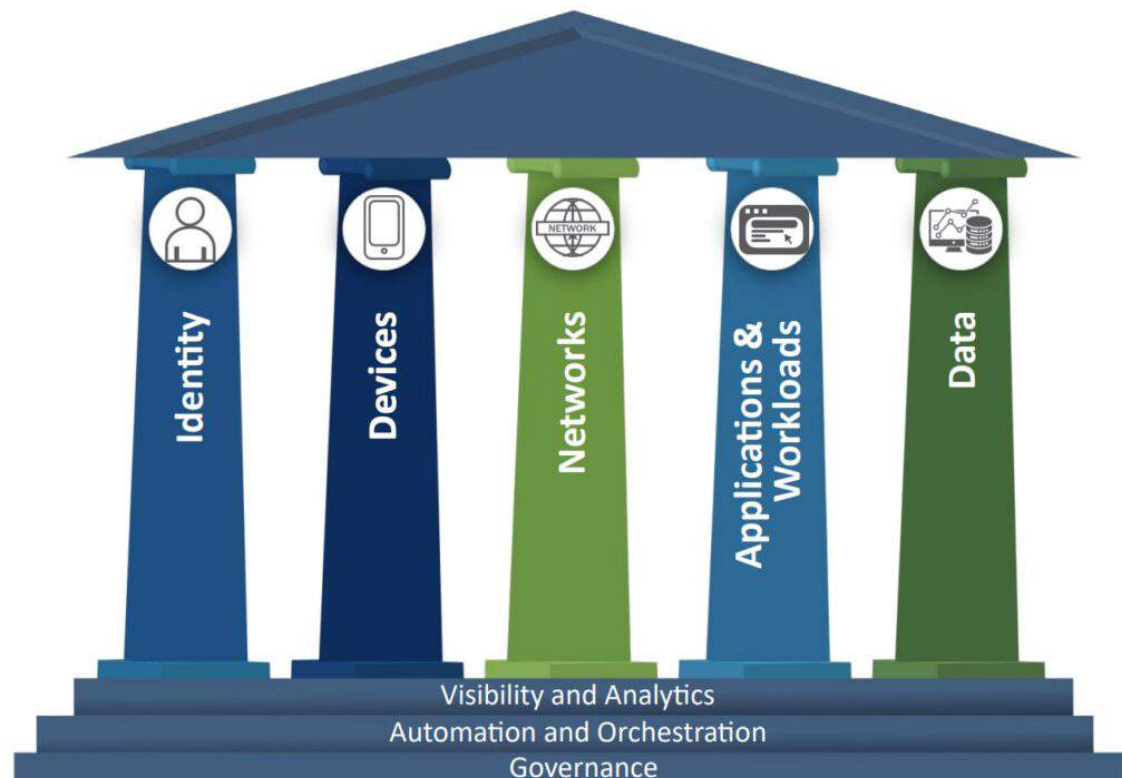 NETWORK
Identity
Devices
Networks
Applications &
Workloads
Data
Visibility and Analytics
Automation and Orchestration
Governance